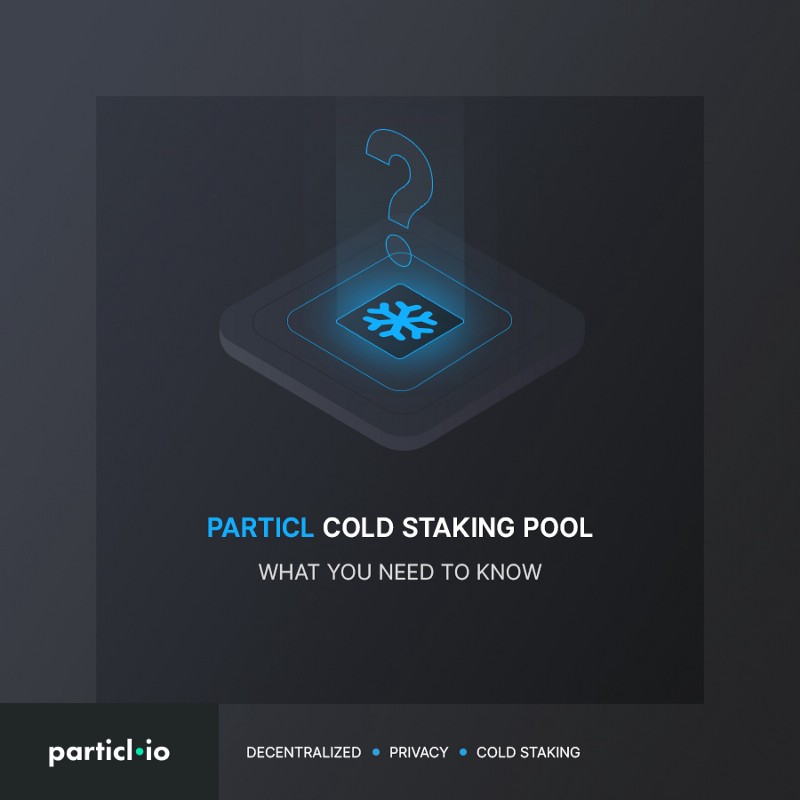 ?
PARTICL COLD STAKING POOL
WHAT YOU NEED TO KNOW
particl•io
DECENTRALIZED • PRIVACY • COLD STAKING